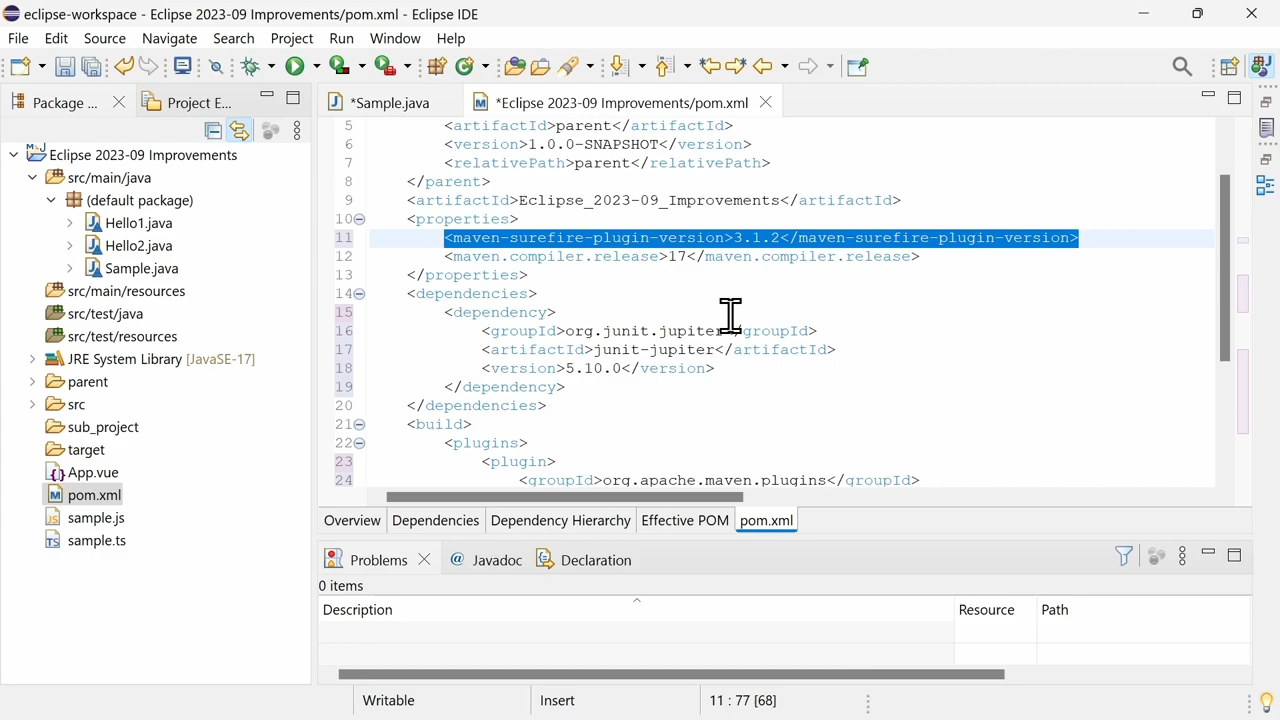 eclipse-workspace - Eclipse 2023-09 Improvements/pom.xml - Eclipse IDE
File Edit Source Navigate Search Project Run Window Help
Package ...
Project E...
*Sample.java
*Eclipse 2023-09 Improvements/pom.xml
Eclipse 2023-09 Improvements
src/main/java
(default package)
Hello1.java
Hello2.java
Sample.java
src/main/resources
src/test/java
src/test/resources
JRE System Library [JavaSE-17]
parent
src
sub_project
target
App.vue
pom.xml
sample.js
sample.ts
5 <artifactId>parent</artifactId>
6 <version>1.0.0-SNAPSHOT</version>
7 <relativePath>parent</relativePath>
8 </parent>
9 <artifactId>Eclipse_2023-09_Improvements</artifactId>
10 <properties>
11 <maven-surefire-plugin-version>3.1.2</maven-surefire-plugin-version>
12 <maven.compiler.release>17</maven.compiler.release>
13 </properties>
14 <dependencies>
15 <dependency>
16 <groupId>org.junit.jupiter</groupId>
17 <artifactId>junit-jupiter</artifactId>
18 <version>5.10.0</version>
19 </dependency>
20 </dependencies>
21 <build>
22 <plugins>
23 <plugin>
24 <groupId>org.apache.maven.plugins</groupId>
Overview Dependencies Dependency Hierarchy Effective POM pom.xml
Problems @ Javadoc Declaration
0 items
Description Resource Path
Writable Insert 11 : 77 [68]